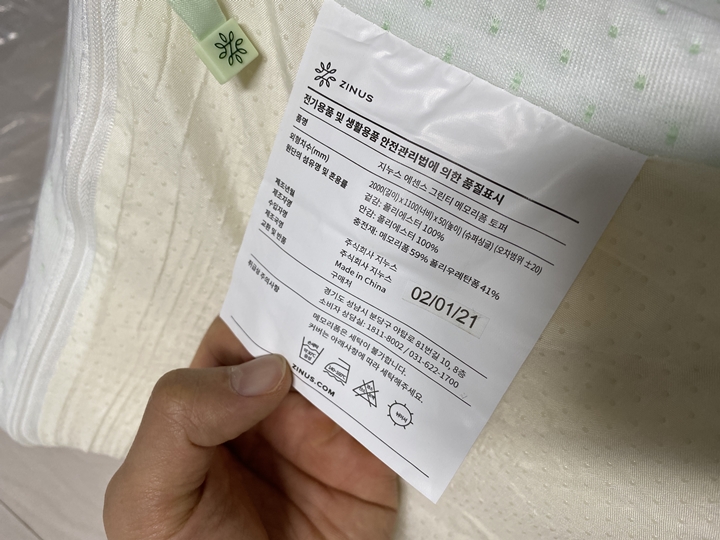 ZINUS
전기용품 및 생활용품 안전관리법에 의한 품질표시
품명
지누스 에센스 그린티 메모리폼 토퍼
외형치수(mm)
2000(길이)x1100(너비)x50(높이) (슈퍼싱글) (오차범위 ±20)
원단의 섬유명 및 혼용률
겉감: 폴리에스터 100%
안감: 폴리에스터 100%
충전재: 메모리폼 59% 폴리우레탄폼 41%
제조년월
02/01/21
제조자명
주식회사 지누스
수입자명
주식회사 지누스
제조국명
Made in China
교환 및 반품
구매처
경기도 성남시 분당구 야탑로 81번길 10, 8층
소비자 상담실: 1811-8002 / 031-622-1700
취급상 주의사항
메모리폼은 세탁이 불가합니다.
커버는 아래사항에 따라 세탁해주세요.
ZINUS.COM